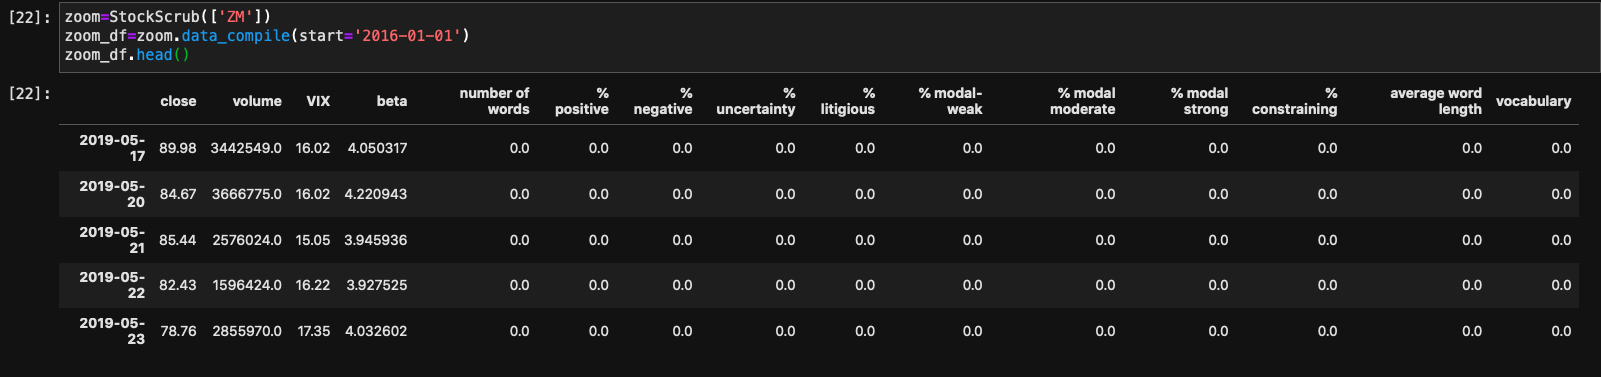 [22]: zoom=StockScrub(['ZM'])
zoom_df=zoom.data_compile(start='2016-01-01')
zoom_df.head()
[22]:
close volume VIX beta number of words % positive % negative % uncertainty % litigious % modal-weak % modal moderate % modal strong % constraining average word length vocabulary
2019-05-17 89.98 3442549.0 16.02 4.050317 0.0 0.0 0.0 0.0 0.0 0.0 0.0 0.0 0.0 0.0 0.0
2019-05-20 84.67 3666775.0 16.02 4.220943 0.0 0.0 0.0 0.0 0.0 0.0 0.0 0.0 0.0 0.0 0.0
2019-05-21 85.44 2576024.0 15.05 3.945936 0.0 0.0 0.0 0.0 0.0 0.0 0.0 0.0 0.0 0.0 0.0
2019-05-22 82.43 1596424.0 16.22 3.927525 0.0 0.0 0.0 0.0 0.0 0.0 0.0 0.0 0.0 0.0 0.0
2019-05-23 78.76 2855970.0 17.35 4.032602 0.0 0.0 0.0 0.0 0.0 0.0 0.0 0.0 0.0 0.0 0.0